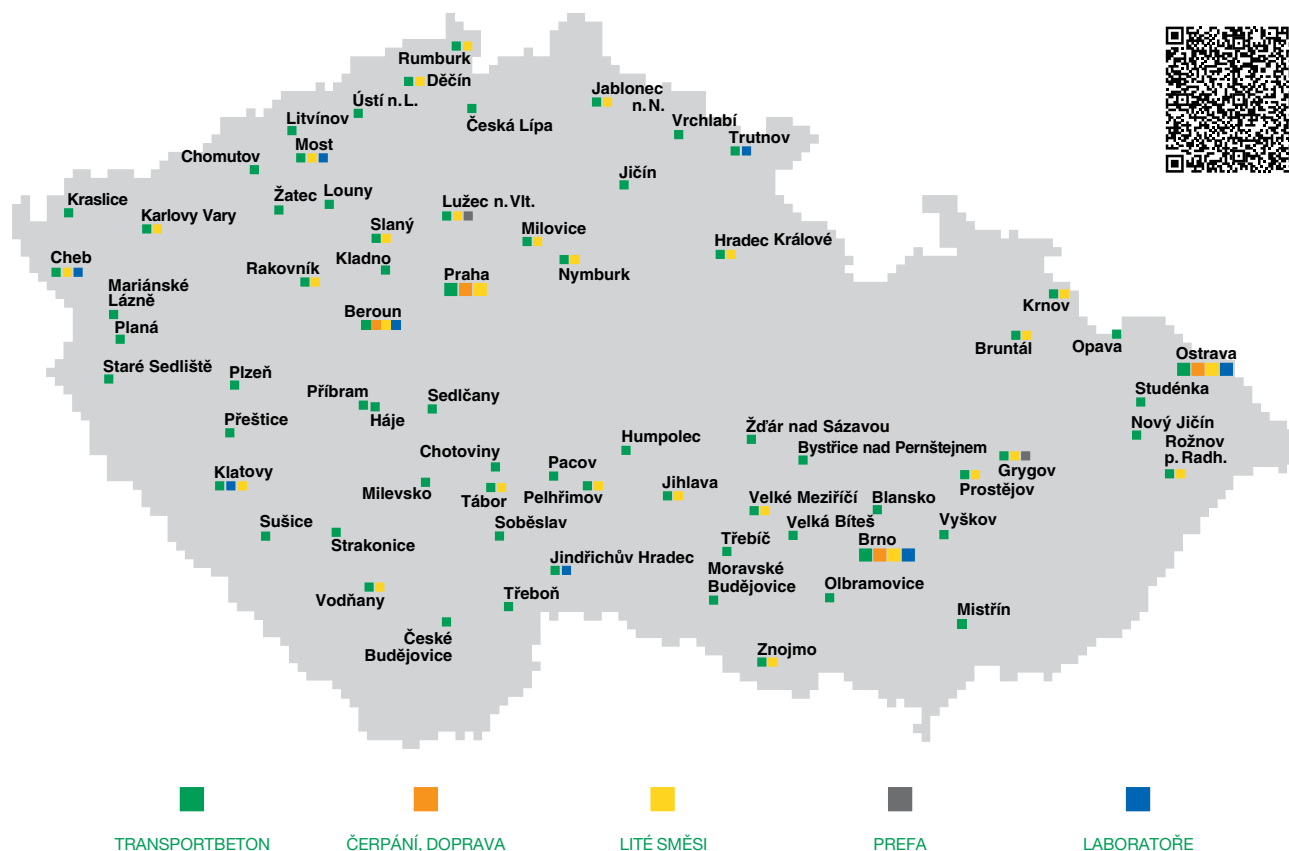 Rumburk
Děčín
Ústí n.L.
Jablonec
n.N.
Litvínov
Česká Lípa
Vrchlabí
Most
Trutnov
Chomutov
Jičín
Žatec
Louny
Kraslice
Lužec n.Vlt.
Karlovy Vary
Slaný
Milovice
Hradec Králové
Cheb
Kladno
Rakovník
Praha
Nymburk
Mariánské
Lázně
Krnov
Beroun
Planá
Bruntál
Opava
Ostrava
Staré Sedliště
Plzeň
Studénka
Příbram
Háje
Sedlčany
Přeštice
Nový Jičín
Žďár nad Sázavou
Humpolec
Rožnov
p. Radh.
Bystřice nad Pernštejnem
Chotoviny
Pacov
Grygov
Klatovy
Milevsko
Tábor
Pelhřimov
Jihlava
Prostějov
Velké Meziříčí
Blansko
Sušice
Strakonice
Soběslav
Velká Bíteš
Vyškov
Třebíč
Brno
Jindřichův Hradec
Moravské
Budějovice
Olbramovice
Vodňany
Třeboň
Mistřín
České
Budějovice
Znojmo
TRANSPORTBETON
ČERPÁNÍ, DOPRAVA
LITÉ SMĚSI
PREFA
LABORATOŘE